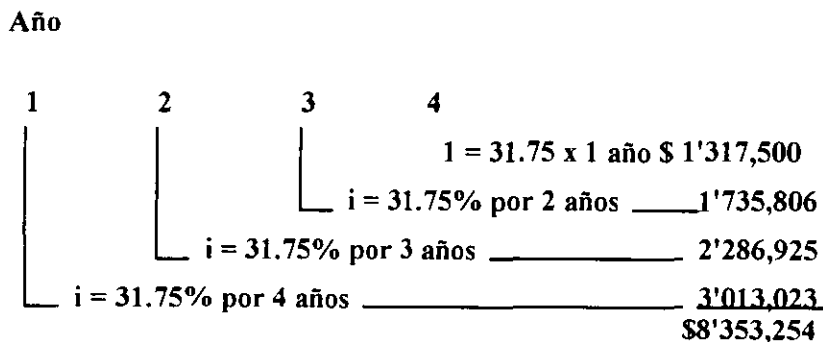 Año
1 2 3 4
1 = 31.75 x 1 año $ 1'317,500
i = 31.75% por 2 años 1'735,806
i = 31.75% por 3 años 2'286,925
i = 31.75% por 4 años 3'013,023
$8'353,254